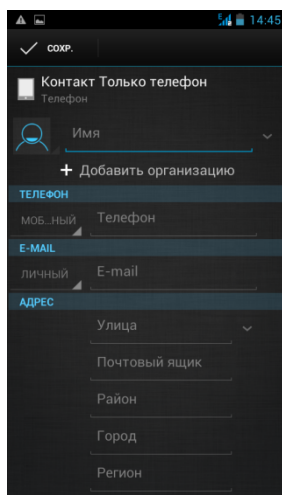 14:45
СОХР.
Контакт Только телефон
Телефон
Имя
Добавить организацию
ТЕЛЕФОН
МОБ...НЫЙ Телефон
E-MAIL
ЛИЧНЫЙ E-mail
АДРЕС
Улица
Почтовый ящик
Район
Город
Регион